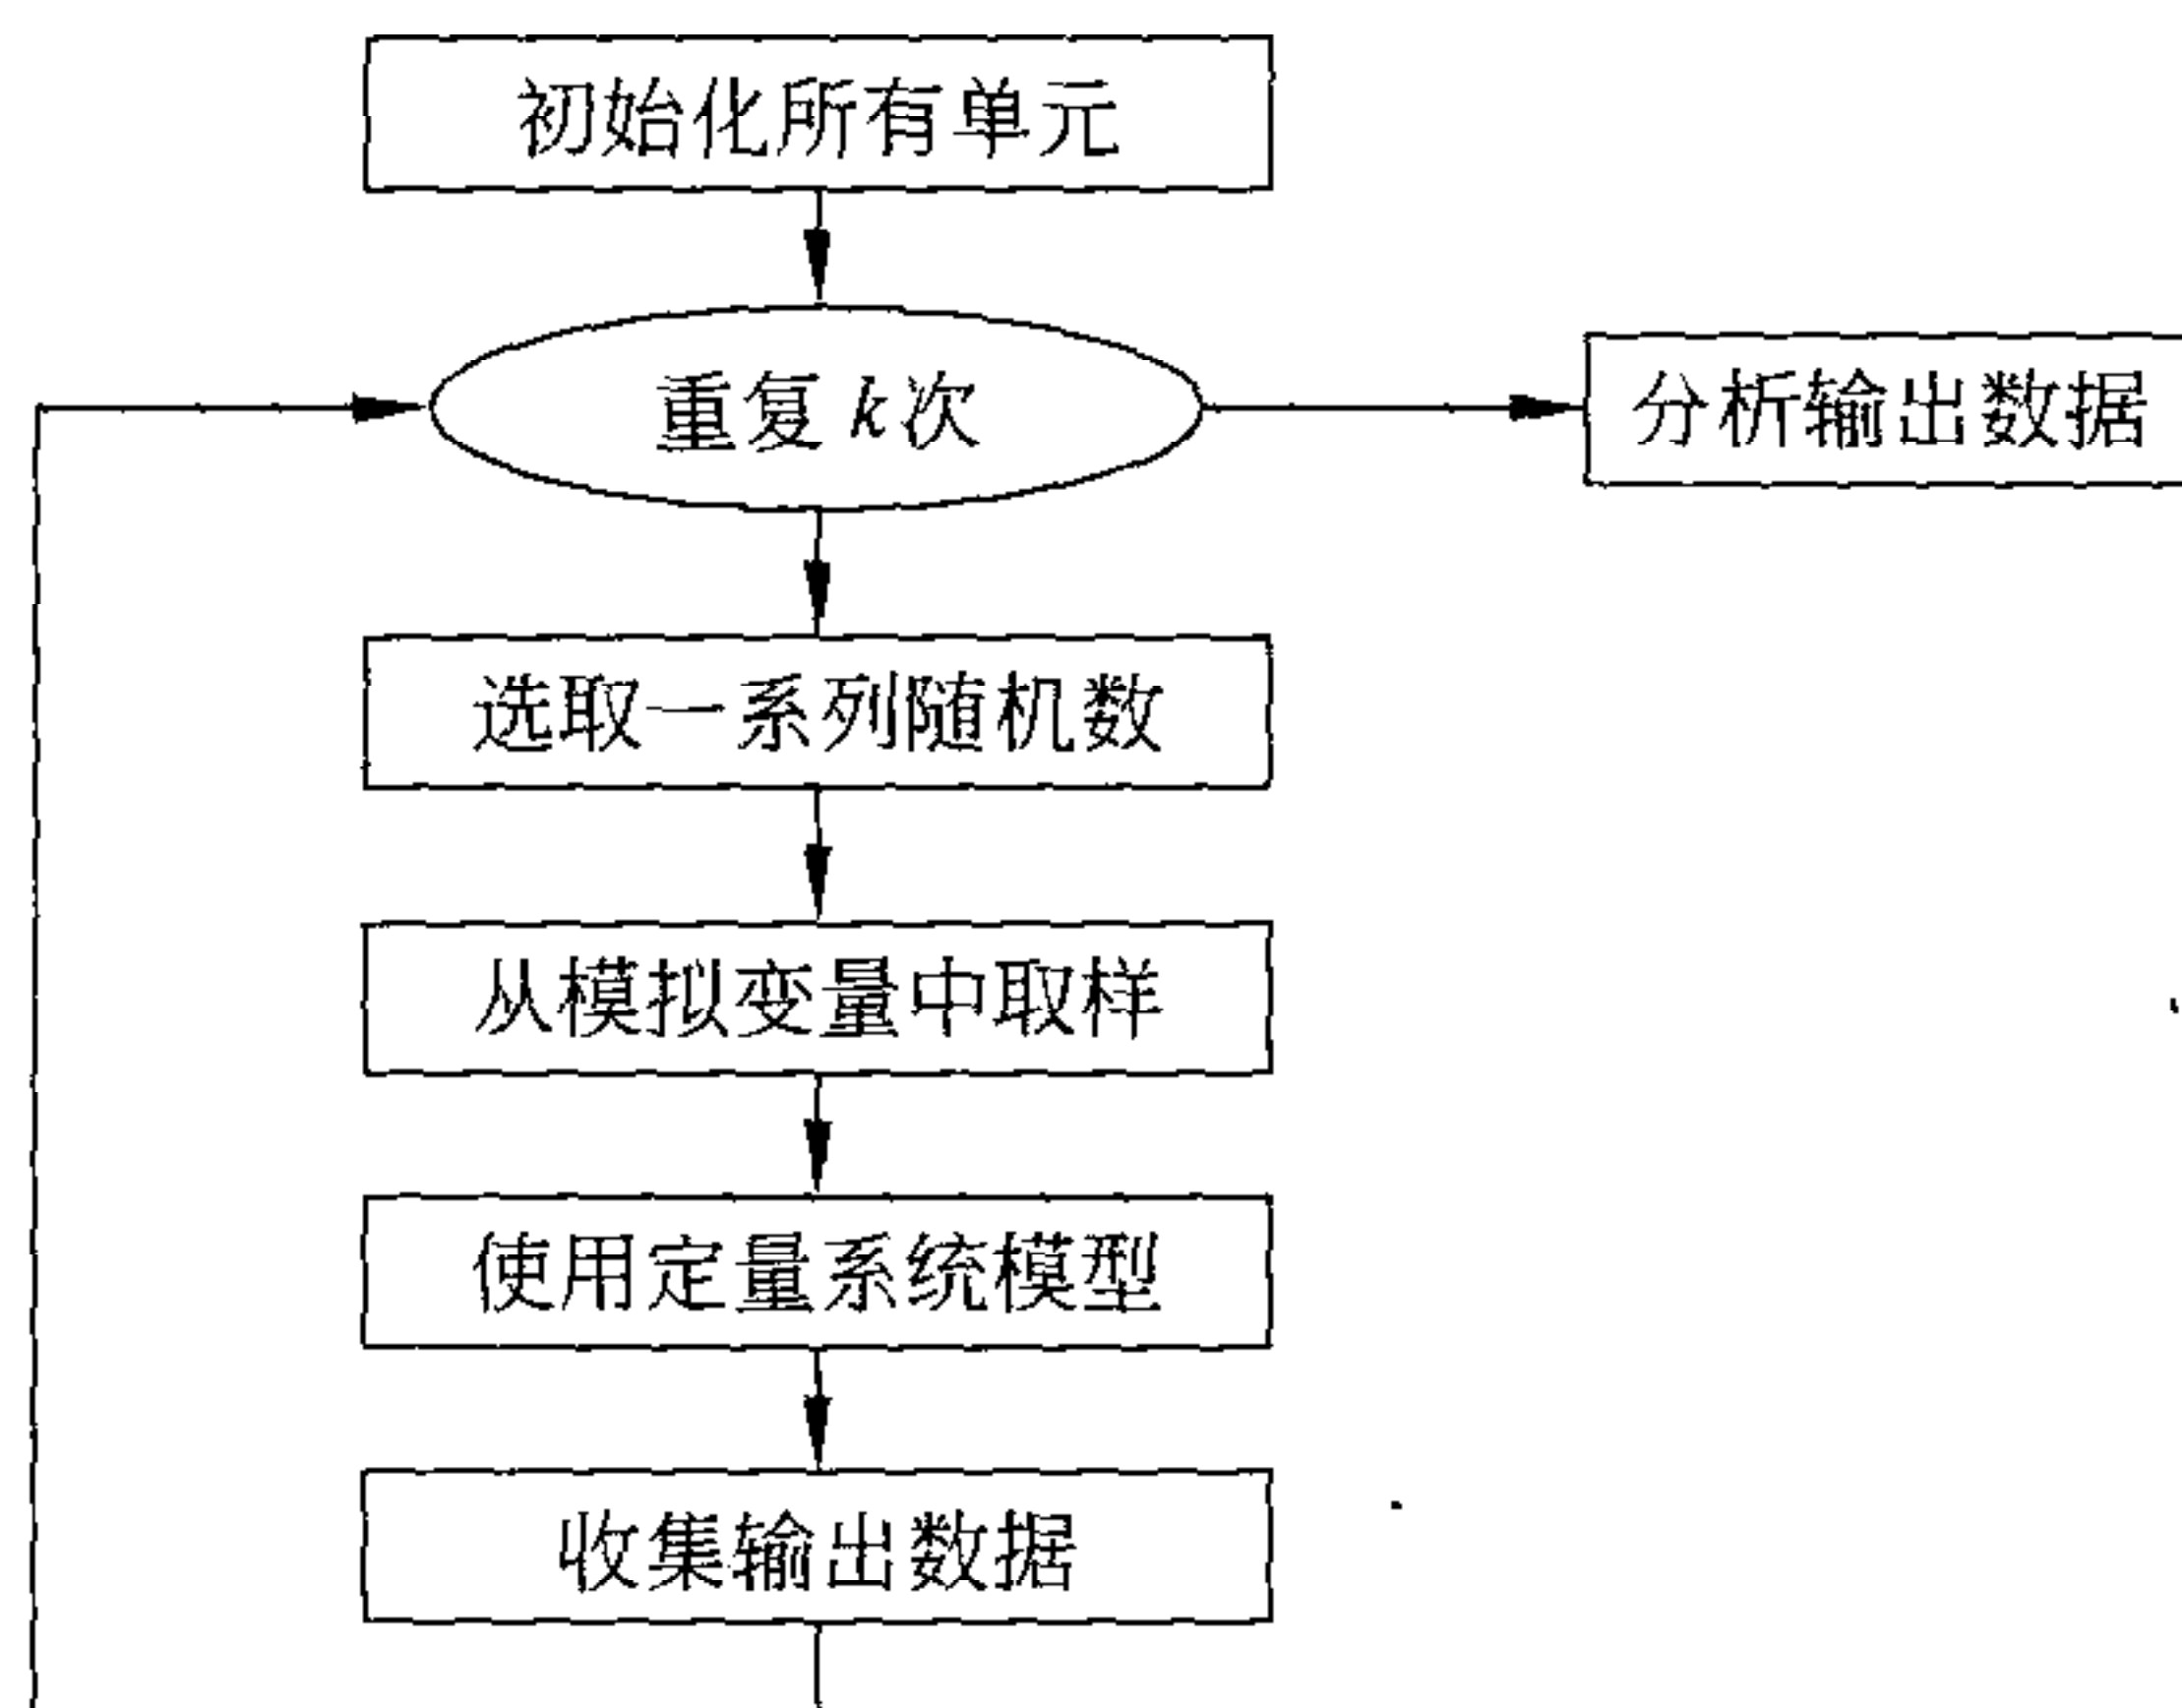 初始化所有单元
重复 k 次
分析输出数据
选取一系列随机数
从模拟变量中取样
使用定量系统模型
收集输出数据